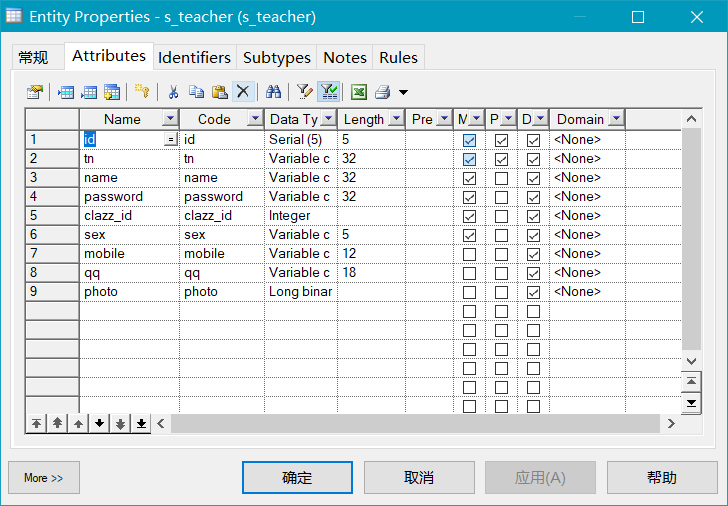 Entity Properties - s_teacher (s_teacher)
常规 Attributes Identifiers Subtypes Notes Rules
Name Code Data Ty Length Pre M P D Domain
1 id = id Serial (5) 5 <None>
2 tn tn Variable c 32 <None>
3 name name Variable c 32 <None>
4 password password Variable c 32 <None>
5 clazz_id clazz_id Integer <None>
6 sex sex Variable c 5 <None>
7 mobile mobile Variable c 12 <None>
8 qq qq Variable c 18 <None>
9 photo photo Long binar <None>
More >> 确定 取消 应用(A) 帮助